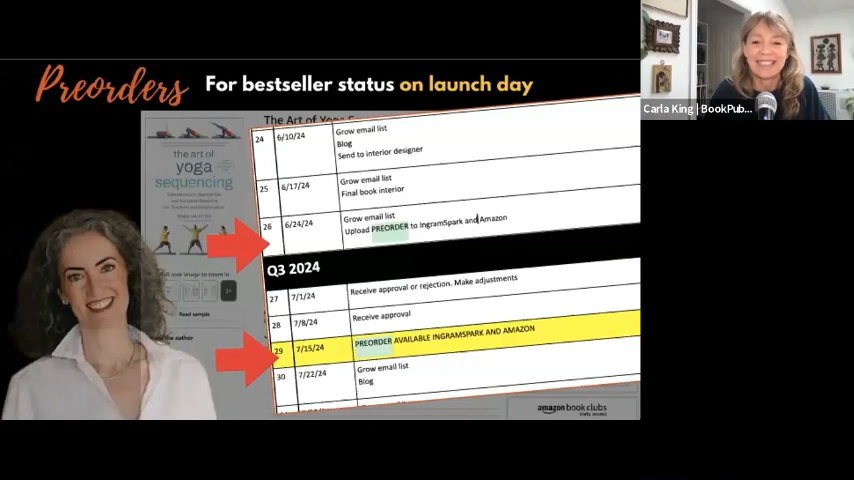 Preorders For bestseller status on launch day
Carla King | BookPub...
The Art of Yoga
the art of
yoga
sequencing
Read sample
the author
24 6/10/24 Grow email list
Blog
Send to interior designer
25 6/17/24 Grow email list
Final book interior
26 6/24/24 Grow email list
Upload PREORDER to IngramSpark and Amazon
Q3 2024
27 7/1/24 Receive approval or rejection. Make adjustments
28 7/8/24 Receive approval
29 7/15/24 PREORDER AVAILABLE INGRAMSPARK AND AMAZON
30 7/22/24 Grow email list
Blog
amazon book clubs